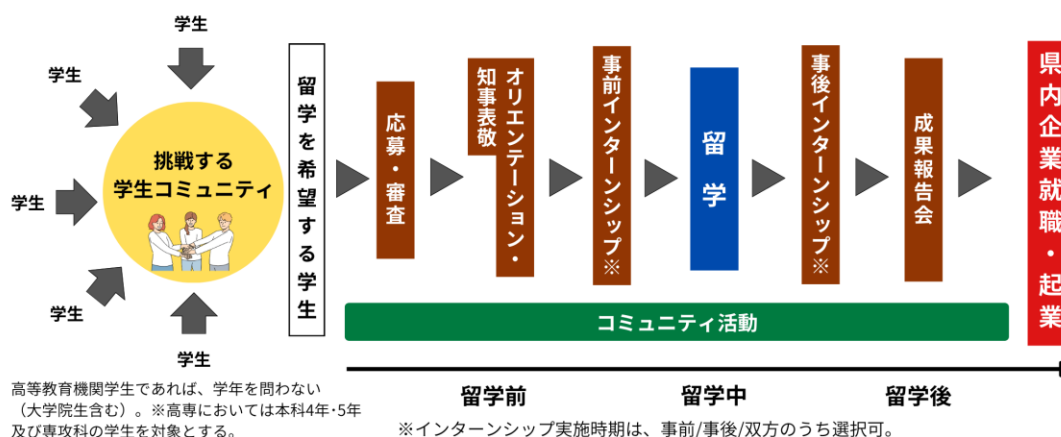 学生
学生
学生
学生
学生
挑戦する
学生コミュニティ
留学を希望する学生
応募・審査
オリエンテーション・
知事表敬
事前インターンシップ※
留学
事後インターンシップ※
成果報告会
県内企業就職・起業
コミュニティ活動
留学前
留学中
留学後
高等教育機関学生であれば、学年を問わない
（大学院生含む）。※高専においては本科4年･5年
及び専攻科の学生を対象とする。
※インターンシップ実施時期は、事前/事後/双方のうち選択可。